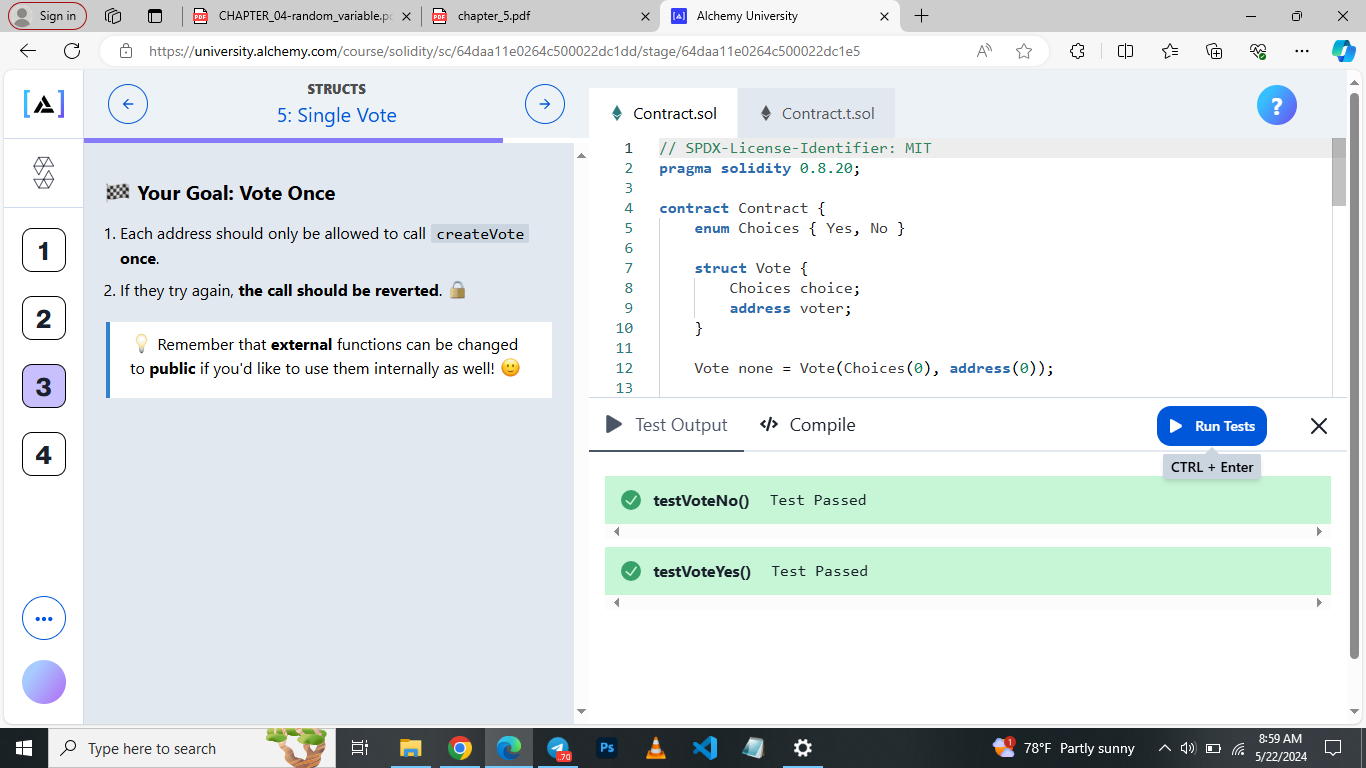 Sign in
CHAPTER_04-random_variable.pd
chapter_5.pdf
Alchemy University
https://university.alchemy.com/course/solidity/sc/64daa11e0264c500022dc1dd/stage/64daa11e0264c500022dc1e5
STRUCTS
5: Single Vote
Your Goal: Vote Once
1. Each address should only be allowed to call createVote
once.
2. If they try again, the call should be reverted.
Remember that external functions can be changed
to public if you'd like to use them internally as well!
1
2
3
4
Contract.sol
Contract.t.sol
?
1 // SPDX-License-Identifier: MIT
2 pragma solidity 0.8.20;
3
4 contract Contract {
5 enum Choices { Yes, No }
6
7 struct Vote {
8 Choices choice;
9 address voter;
10 }
11
12 Vote none = Vote(Choices(0), address(0));
13
Test Output
Compile
Run Tests
CTRL + Enter
testVoteNo() Test Passed
testVoteYes() Test Passed
Type here to search
.70
Ps
1
78°F Partly sunny
8:59 AM
5/22/2024